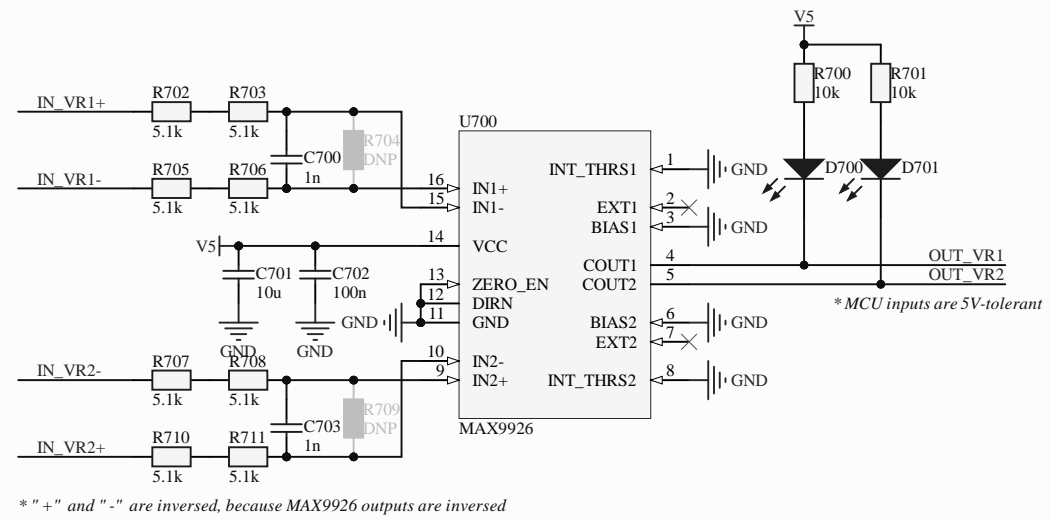 V5
R700
10k
R701
10k
D700
D701
IN_VR1+
R702
5.1k
R703
5.1k
R704
DNP
C700
1n
IN_VR1-
R705
5.1k
R706
5.1k
U700
16
IN1+
15
IN1-
14
VCC
13
ZERO_EN
12
DIRN
11
GND
10
IN2-
9
IN2+
INT_THRS1
1
GND
EXT1
2
BIAS1
3
GND
COUT1
4
OUT_VR1
COUT2
5
OUT_VR2
* MCU inputs are 5V-tolerant
BIAS2
6
GND
EXT2
7
INT_THRS2
8
GND
MAX9926
V5
C701
10u
C702
100n
GND
GND
GND
IN_VR2-
R707
5.1k
R708
5.1k
R709
DNP
C703
1n
IN_VR2+
R710
5.1k
R711
5.1k
* "+" and "-" are inversed, because MAX9926 outputs are inversed